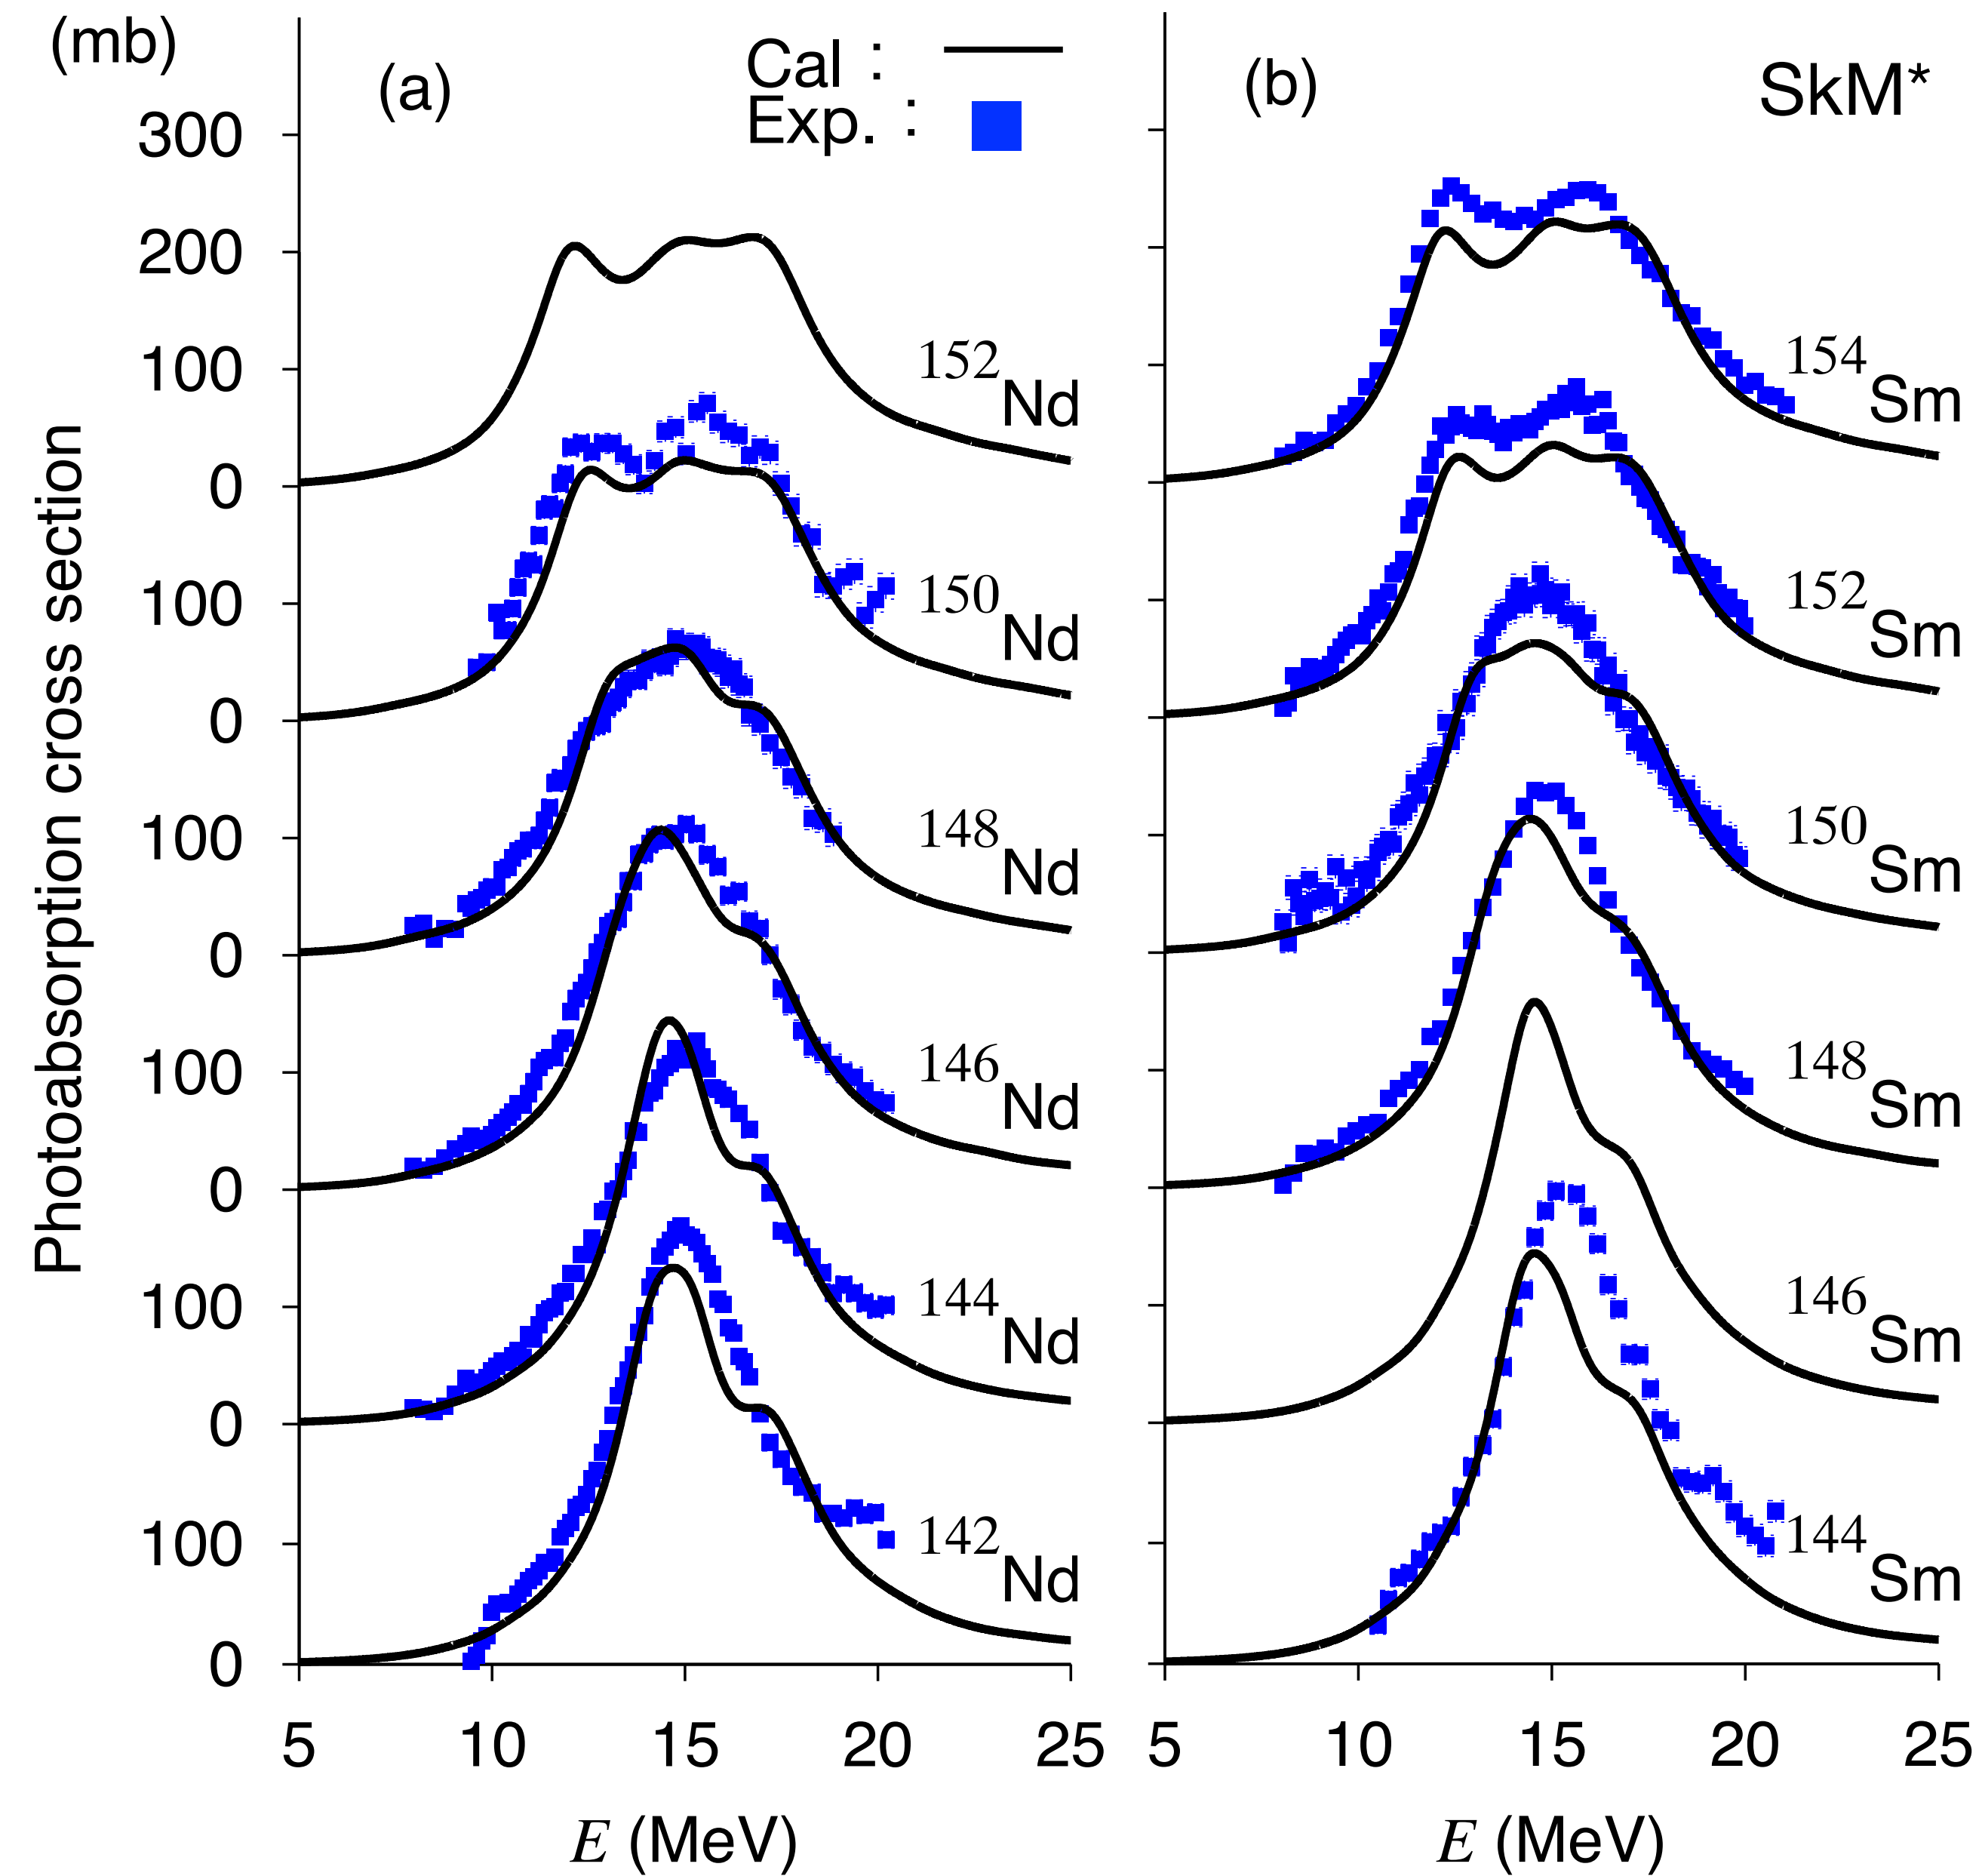 (mb)
(a)
Cal :
Exp. :
(b)
SkM*
300
200
100
0
100
0
100
0
100
0
100
0
100
0
Photoabsorption cross section
152Nd
150Nd
148Nd
146Nd
144Nd
142Nd
154Sm
152Sm
150Sm
148Sm
146Sm
144Sm
5 10 15 20 25
5 10 15 20 25
E (MeV)
E (MeV)